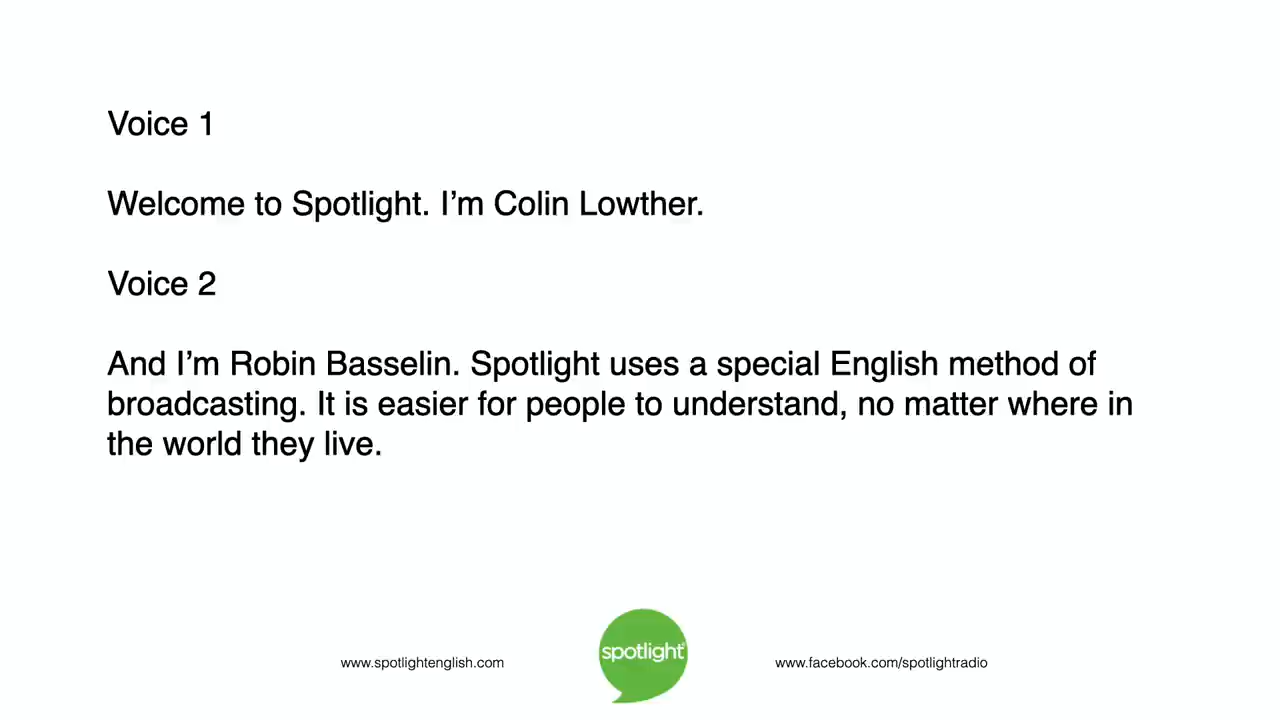 Voice 1
Welcome to Spotlight. I’m Colin Lowther.
Voice 2
And I’m Robin Basselin. Spotlight uses a special English method of
broadcasting. It is easier for people to understand, no matter where in
the world they live.
www.spotlightenglish.com
spotlight
www.facebook.com/spotlightradio